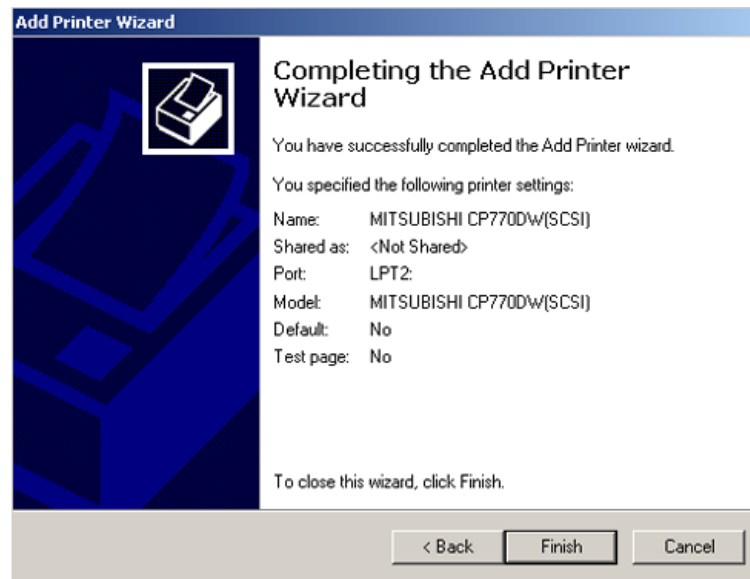 Add Printer Wizard
Completing the Add Printer
Wizard
You have successfully completed the Add Printer wizard.
You specified the following printer settings:
Name: MITSUBISHI CP770DW(SCSI)
Shared as: <Not Shared>
Port: LPT2:
Model: MITSUBISHI CP770DW(SCSI)
Default: No
Test page: No
To close this wizard, click Finish.
< Back Finish Cancel